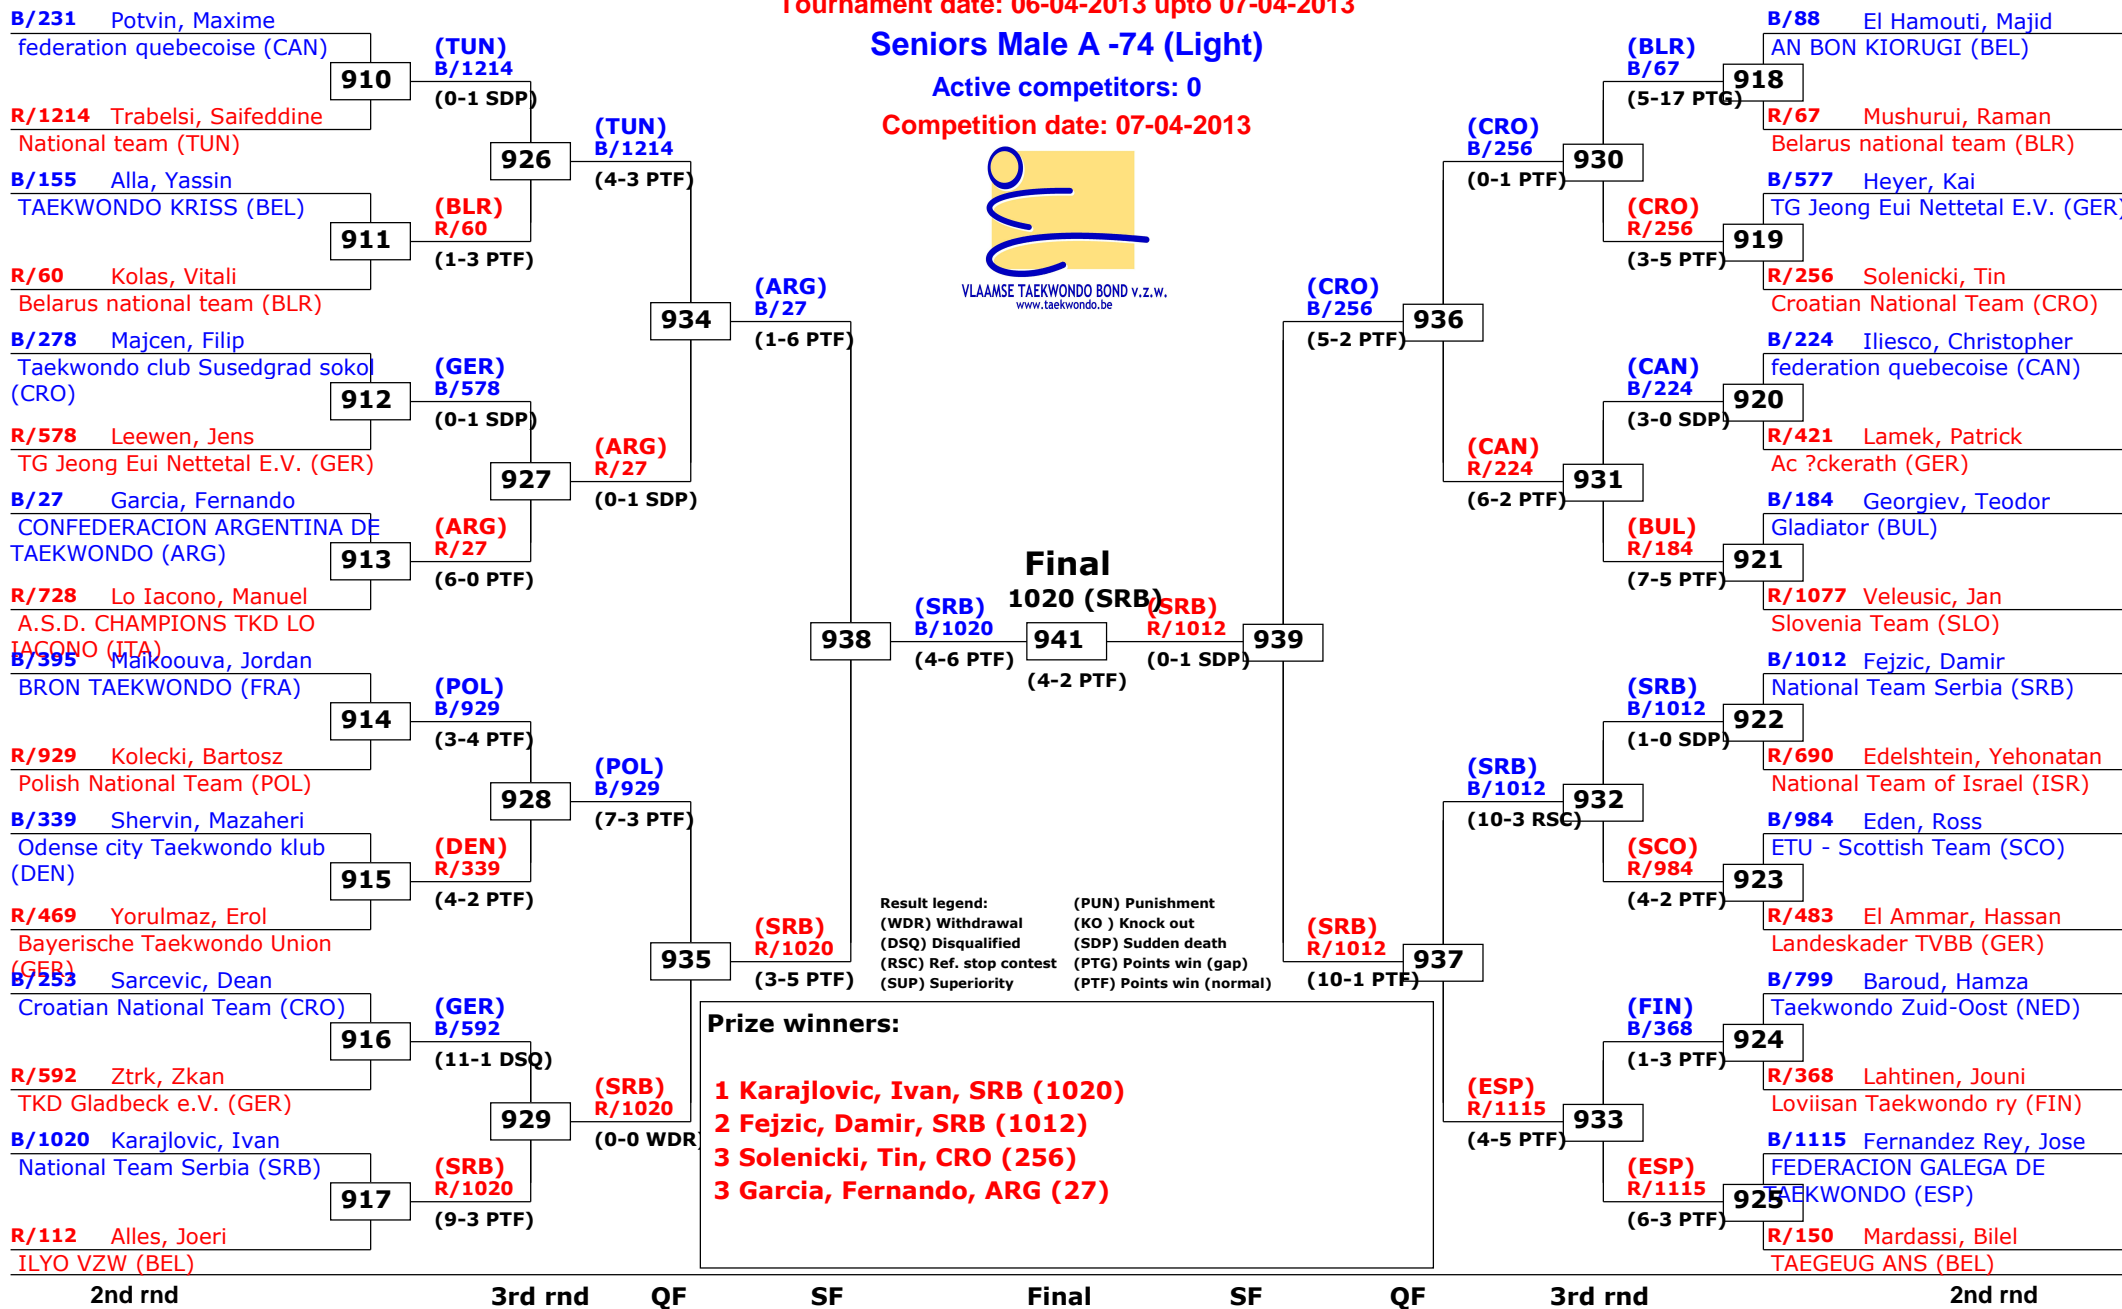 Tournament date: 06-04-2013 upto 07-04-2013
Seniors Male A -74 (Light)
Active competitors: 0
Competition date: 07-04-2013
VLAAMSE TAEKWONDO BOND v.z.w.
www.taekwondo.be
B/231 Potvin, Maxime
federation quebecoise (CAN)
910
R/1214 Trabelsi, Saifeddine
National team (TUN)
B/155 Alla, Yassin
TAEKWONDO KRISS (BEL)
911
R/60 Kolas, Vitali
Belarus national team (BLR)
B/278 Majcen, Filip
Taekwondo club Susedgrad sokol
(CRO)
912
R/578 Leewen, Jens
TG Jeong Eui Nettetal E.V. (GER)
B/27 Garcia, Fernando
CONFEDERACION ARGENTINA DE
TAEKWONDO (ARG)
913
R/728 Lo Iacono, Manuel
A.S.D. CHAMPIONS TKD LO
IACONO (ITA)
B/395 Maikoouva, Jordan
BRON TAEKWONDO (FRA)
914
R/929 Kolecki, Bartosz
Polish National Team (POL)
B/339 Shervin, Mazaheri
Odense city Taekwondo klub
(DEN)
915
R/469 Yorulmaz, Erol
Bayerische Taekwondo Union
(GER)
B/253 Sarcevic, Dean
Croatian National Team (CRO)
916
R/592 Ztrk, Zkan
TKD Gladbeck e.V. (GER)
B/1020 Karajlovic, Ivan
National Team Serbia (SRB)
917
R/112 Alles, Joeri
ILYO VZW (BEL)
(TUN)
B/1214
(0-1 SDP)
926
(BLR)
R/60
(1-3 PTF)
(GER)
B/578
(0-1 SDP)
927
(ARG)
R/27
(6-0 PTF)
(POL)
B/929
(3-4 PTF)
928
(DEN)
R/339
(4-2 PTF)
(GER)
B/592
(11-1 DSQ)
929
(SRB)
R/1020
(9-3 PTF)
(TUN)
B/1214
(4-3 PTF)
934
(ARG)
R/27
(0-1 SDP)
(POL)
B/929
(7-3 PTF)
935
(SRB)
R/1020
(0-0 WDR)
(ARG)
B/27
(1-6 PTF)
938
(SRB)
R/1020
(3-5 PTF)
(SRB)
B/1020
(4-6 PTF)
Final
1020 (SRB)
941
(4-2 PTF)
(SRB)
R/1012
(0-1 SDP)
939
(CRO)
B/256
(5-2 PTF)
936
(SRB)
R/1012
(10-1 PTF)
937
(CRO)
B/256
(0-1 PTF)
930
(CAN)
R/224
(6-2 PTF)
931
(SRB)
B/1012
(10-3 RSC)
932
(ESP)
R/1115
(4-5 PTF)
933
(BLR)
B/67
(5-17 PTG)
918
(CRO)
R/256
(3-5 PTF)
919
(CAN)
B/224
(3-0 SDP)
920
(BUL)
R/184
(7-5 PTF)
921
(SRB)
B/1012
(1-0 SDP)
922
(SCO)
R/984
(4-2 PTF)
923
(FIN)
B/368
(1-3 PTF)
924
(ESP)
R/1115
(6-3 PTF)
925
B/88 El Hamouti, Majid
AN BON KIORUGI (BEL)
R/67 Mushurui, Raman
Belarus national team (BLR)
B/577 Heyer, Kai
TG Jeong Eui Nettetal E.V. (GER)
R/256 Solenicki, Tin
Croatian National Team (CRO)
B/224 Iliesco, Christopher
federation quebecoise (CAN)
R/421 Lamek, Patrick
Ac ?ckerath (GER)
B/184 Georgiev, Teodor
Gladiator (BUL)
R/1077 Veleusic, Jan
Slovenia Team (SLO)
B/1012 Fejzic, Damir
National Team Serbia (SRB)
R/690 Edelshtein, Yehonatan
National Team of Israel (ISR)
B/984 Eden, Ross
ETU - Scottish Team (SCO)
R/483 El Ammar, Hassan
Landeskader TVBB (GER)
B/799 Baroud, Hamza
Taekwondo Zuid-Oost (NED)
R/368 Lahtinen, Jouni
Loviisan Taekwondo ry (FIN)
B/1115 Fernandez Rey, Jose
FEDERACION GALEGA DE
TAEKWONDO (ESP)
R/150 Mardassi, Bilel
TAEGEUG ANS (BEL)
Result legend: (PUN) Punishment
(WDR) Withdrawal (KO ) Knock out
(DSQ) Disqualified (SDP) Sudden death
(RSC) Ref. stop contest (PTG) Points win (gap)
(SUP) Superiority (PTF) Points win (normal)
Prize winners:
1 Karajlovic, Ivan, SRB (1020)
2 Fejzic, Damir, SRB (1012)
3 Solenicki, Tin, CRO (256)
3 Garcia, Fernando, ARG (27)
2nd rnd 3rd rnd QF SF Final SF QF 3rd rnd 2nd rnd